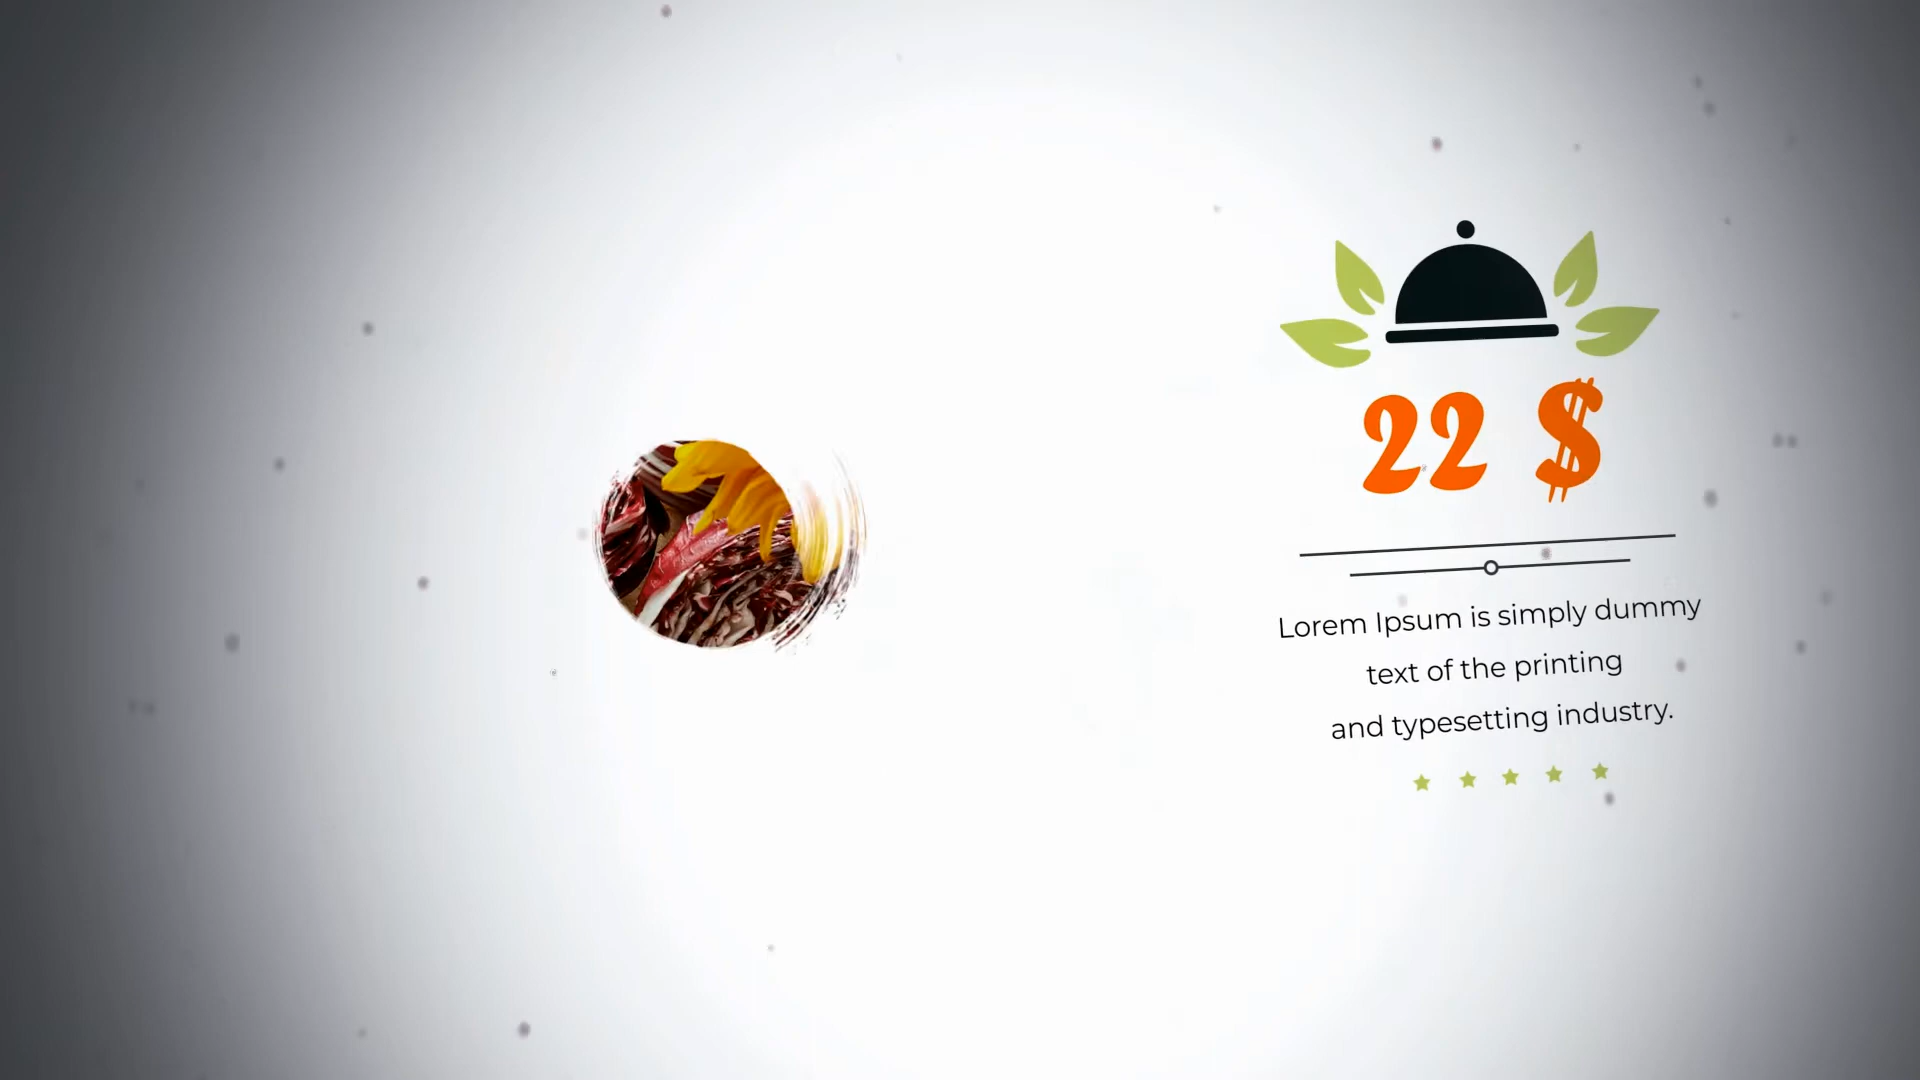 22 $
Lorem Ipsum is simply dummy
text of the printing
and typesetting industry.